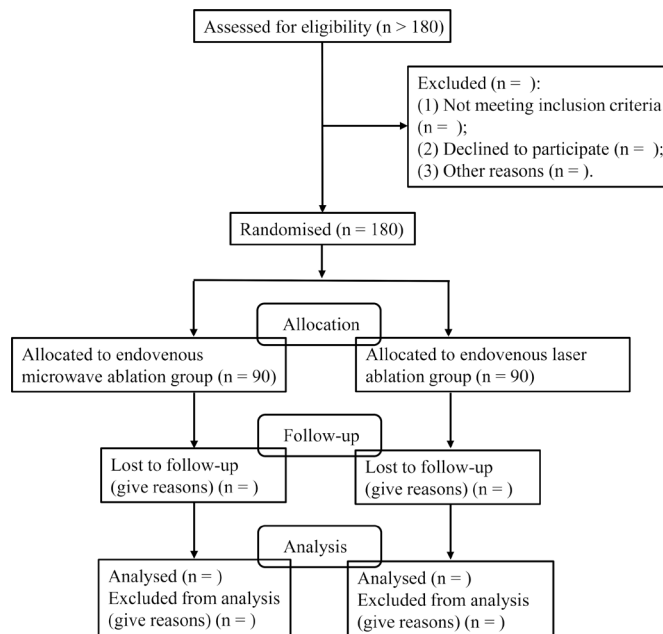 Assessed for eligibility (n > 180)
Excluded (n =  ):
(1) Not meeting inclusion criteria
(n =  );
(2) Declined to participate (n =  );
(3) Other reasons (n = ).
Randomised (n = 180)
Allocation
Allocated to endovenous
microwave ablation group (n = 90)
Allocated to endovenous laser
ablation group (n = 90)
Follow-up
Lost to follow-up
(give reasons) (n = )
Lost to follow-up
(give reasons) (n = )
Analysis
Analysed (n = )
Excluded from analysis
(give reasons) (n = )
Analysed (n = )
Excluded from analysis
(give reasons) (n = )